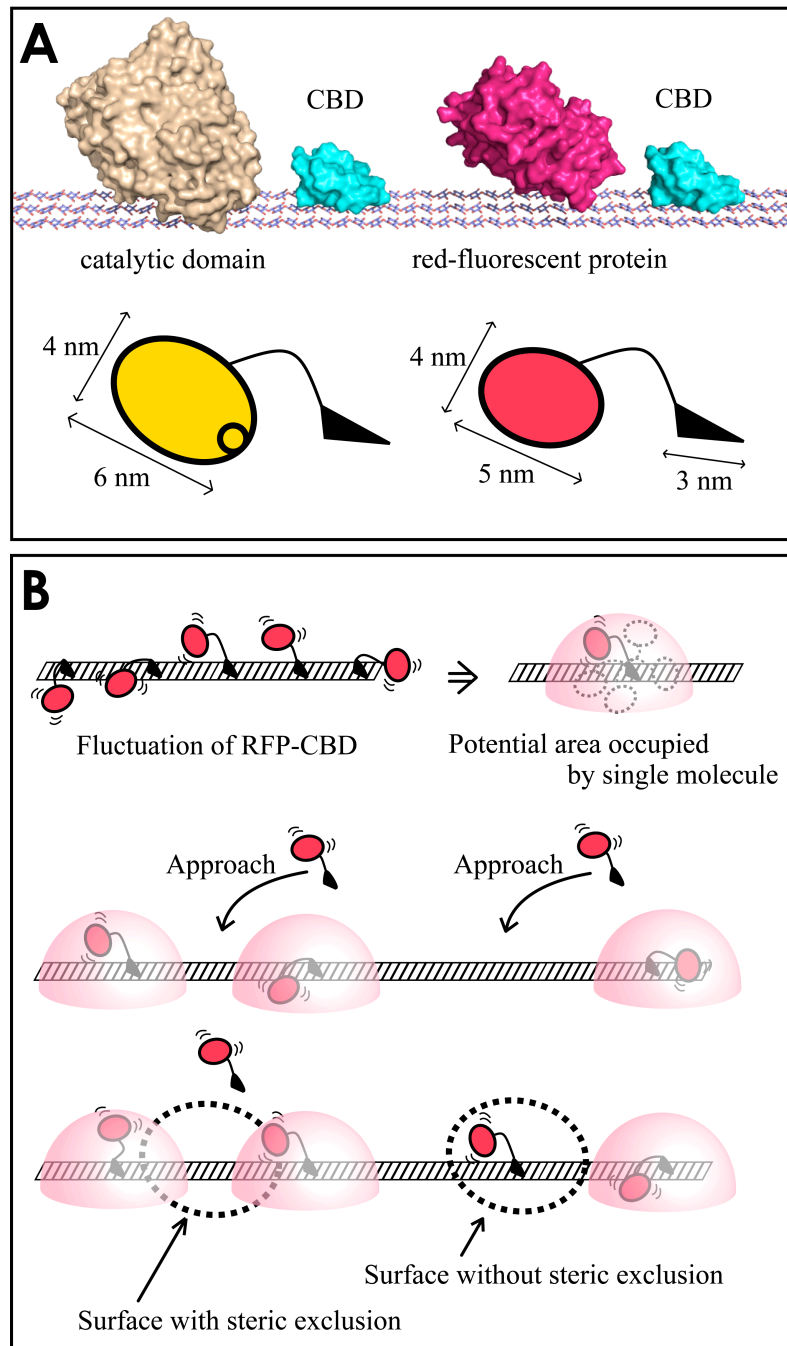 A
CBD
CBD
catalytic domain
red-fluorescent protein
4 nm
6 nm
4 nm
5 nm
3 nm
B
Fluctuation of RFP-CBD
Potential area occupied
by single molecule
Approach
Approach
Surface without steric exclusion
Surface with steric exclusion